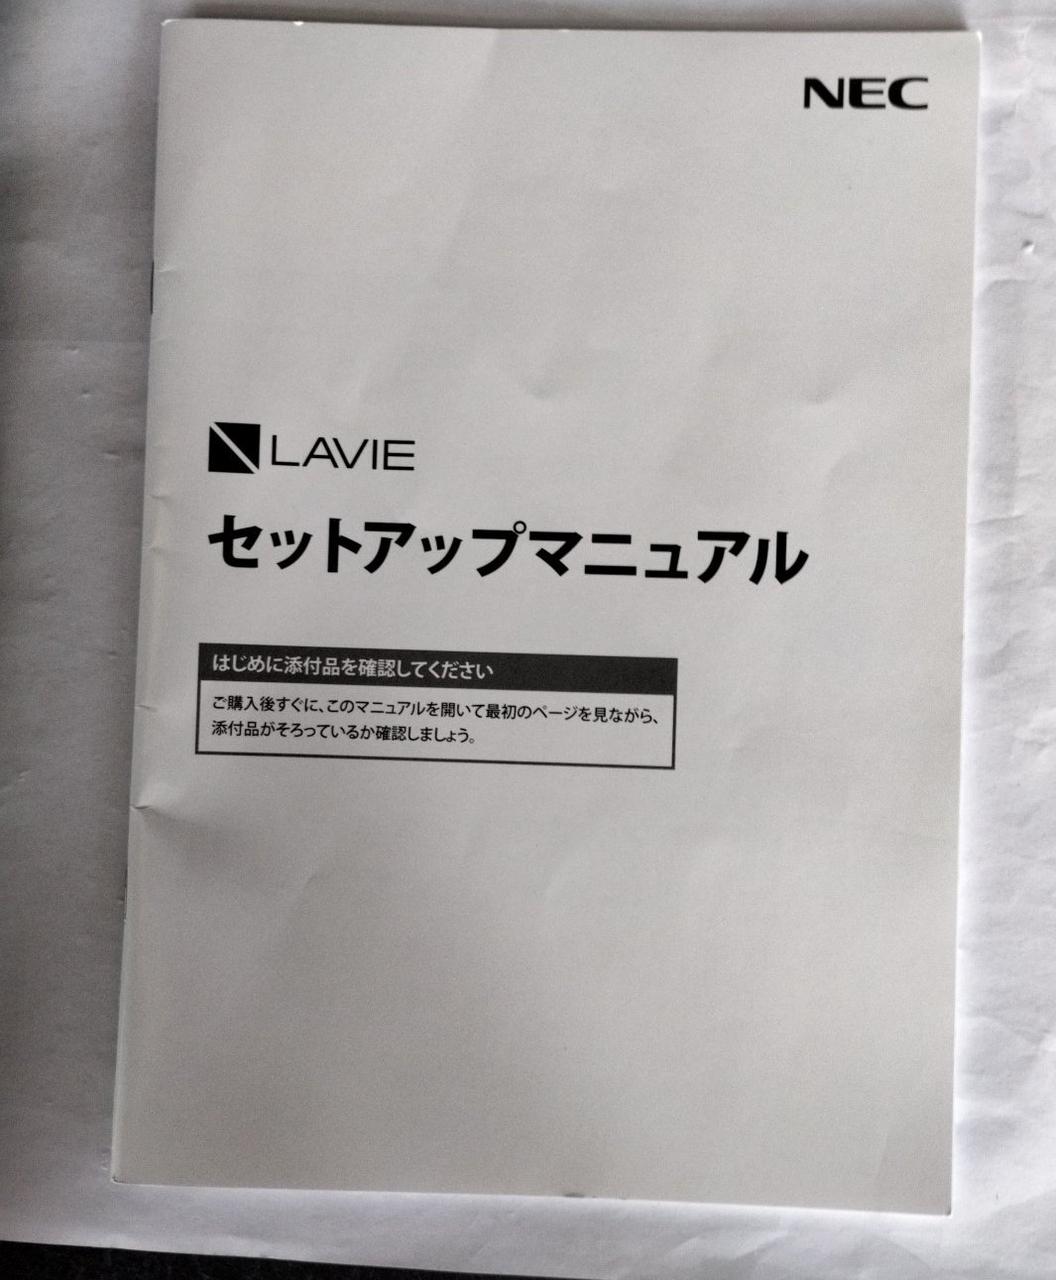 NEC
LAVIE
セットアップマニュアル
はじめに添付品を確認してください
ご購入後すぐに、このマニュアルを開いて最初のページを見ながら、
添付品がそろっているか確認しましょう。